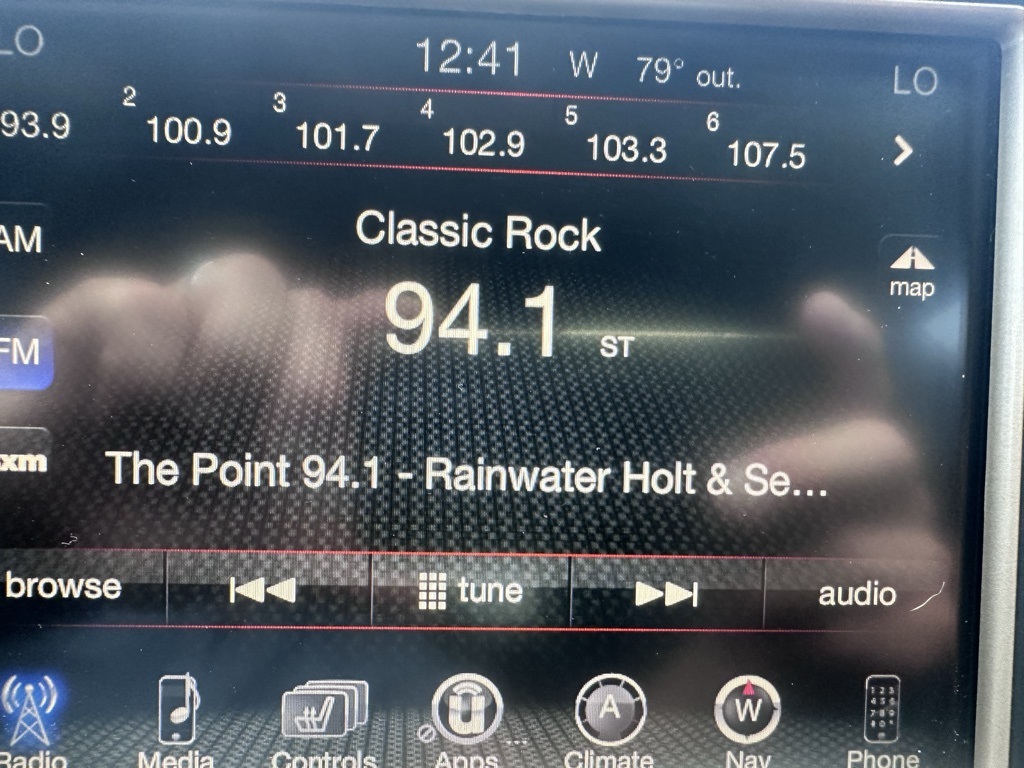 LO 12:41 W 79° out. LO
93.9 2 100.9 3 101.7 4 102.9 5 103.3 6 107.5
Classic Rock
AM
94.1 ST
map
FM
xm
The Point 94.1 - Rainwater Holt & Se...
browse tune audio
A W
Radio Media Controls Apps ... Climate Nav Phone